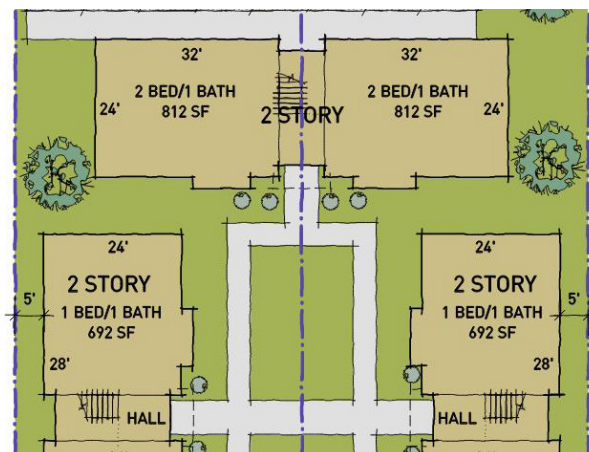 32'
32'
2 BED/1 BATH
812 SF
24'
2 STORY
2 BED/1 BATH
812 SF
24'
24'
2 STORY
1 BED/1 BATH
692 SF
5'
28'
HALL
24'
2 STORY
1 BED/1 BATH
692 SF
5'
28'
HALL